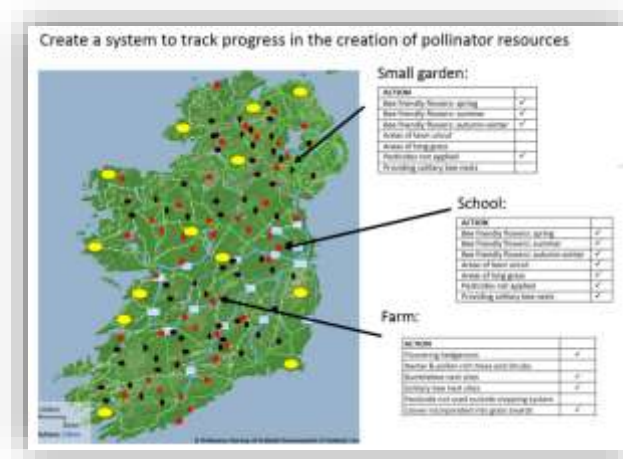 Create a system to track progress in the creation of pollinator resources
Small garden:
ACTION
Bee friendly flowers: spring ✓
Bee friendly flowers: summer ✓
Bee friendly flowers: autumn-winter ✓
Areas of lawn uncut
Areas of long grass
Pesticides not applied ✓
Providing solitary bee nests
School:
ACTION
Bee friendly flowers: spring ✓
Bee friendly flowers: summer ✓
Bee friendly flowers: autumn-winter ✓
Areas of lawn uncut ✓
Areas of long grass ✓
Pesticides not applied ✓
Providing solitary bee nests ✓
Farm:
ACTION
Flowering hedgerows ✓
Bumblebee nest sites ✓
Solitary bee nest sites ✓